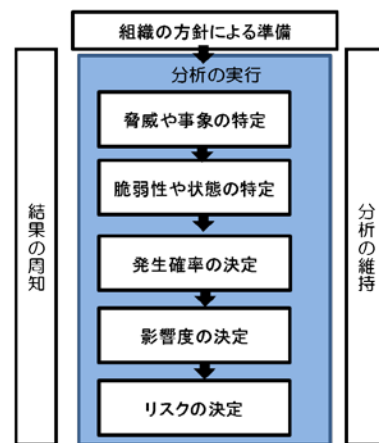 組織の方針による準備
分析の実行
脅威や事象の特定
脆弱性や状態の特定
発生確率の決定
影響度の決定
リスクの決定
結果の周知
分析の維持